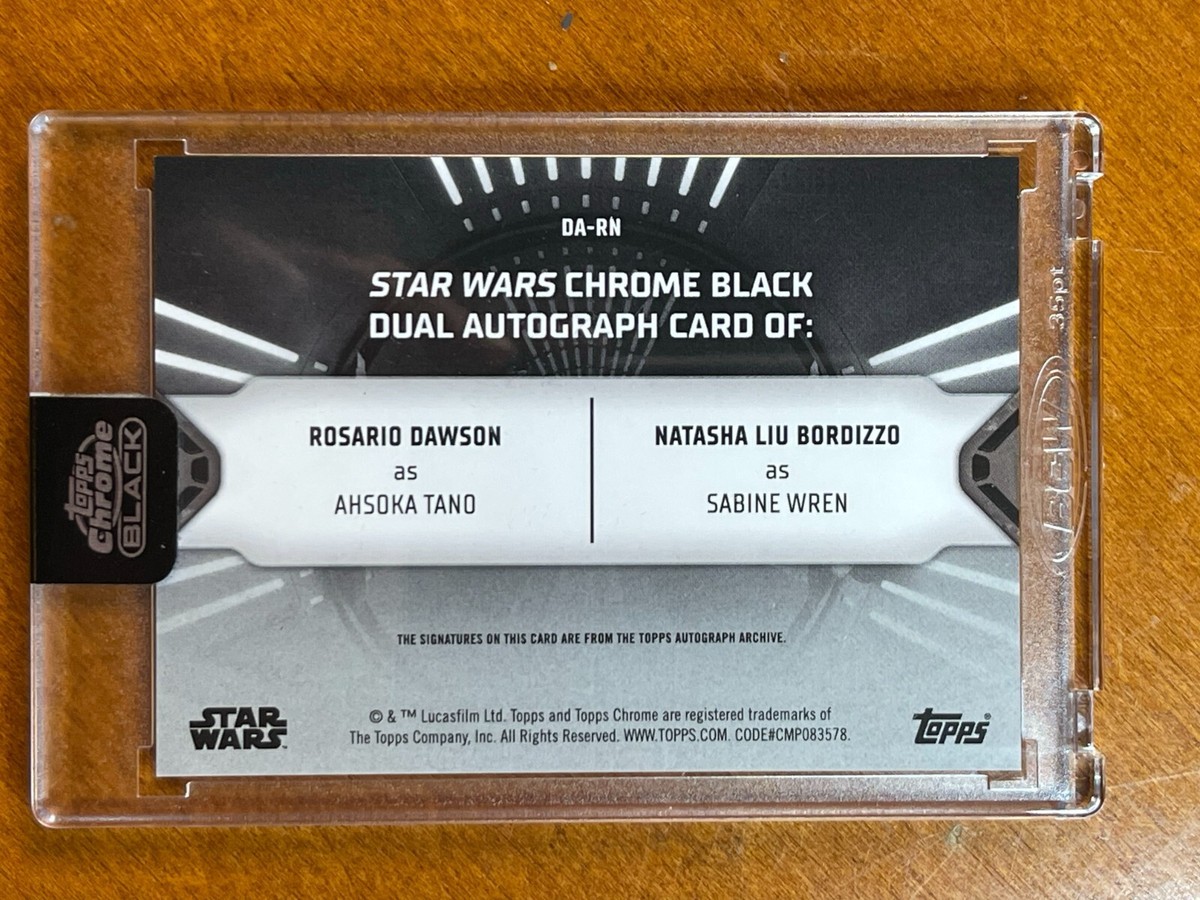 DA-RN
STAR WARS CHROME BLACK
DUAL AUTOGRAPH CARD OF:
ROSARIO DAWSON
as
AHSOKA TANO
NATASHA LIU BORDIZZO
as
SABINE WREN
THE SIGNATURES ON THIS CARD ARE FROM THE TOPPS AUTOGRAPH ARCHIVE.
STAR
WARS™
© & ™ Lucasfilm Ltd. Topps and Topps Chrome are registered trademarks of
The Topps Company, Inc. All Rights Reserved. WWW.TOPPS.COM. CODE#CMP083578.
topps®
topps
chrome
BLACK
35pt